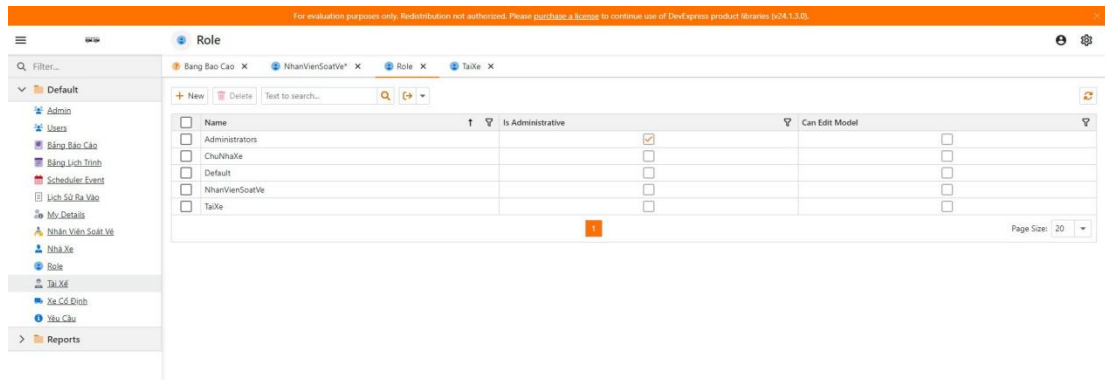 For evaluation purposes only. Redistribution not authorized. Please purchase a license to continue use of DevExpress product libraries (v24.1.3.0).
Role
Filter...
Bang Bao Cao
NhanVienSoatVe*
Role
TaiXe
Default
New
Delete
Text to search...
Admin
Users
Bảng Báo Cáo
Bảng Lịch Trình
Scheduler Event
Lịch Sử Ra Vào
My Details
Nhân Viên Soát Vé
Nhà Xe
Role
Tài Xế
Xe Cố Định
Yêu Cầu
Reports
Name
Is Administrative
Can Edit Model
Administrators
ChuNhaXe
Default
NhanVienSoatVe
TaiXe
1
Page Size: 20